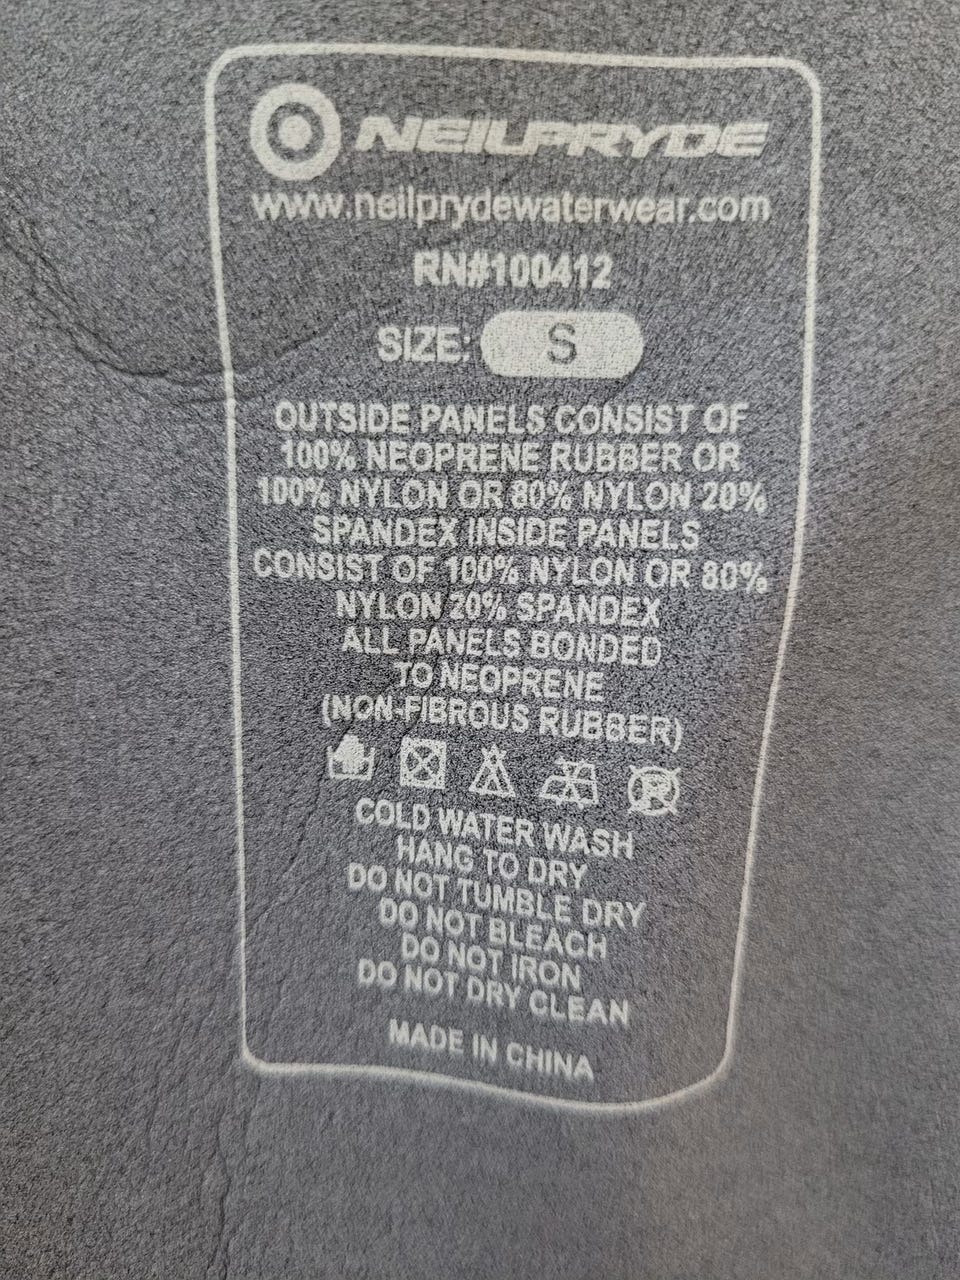 NEILPRYDE
www.neilprydewaterwear.com
RN#100412
SIZE: S
OUTSIDE PANELS CONSIST OF
100% NEOPRENE RUBBER OR
100% NYLON OR 80% NYLON 20%
SPANDEX INSIDE PANELS
CONSIST OF 100% NYLON OR 80%
NYLON 20% SPANDEX
ALL PANELS BONDED
TO NEOPRENE
(NON-FIBROUS RUBBER)
P
COLD WATER WASH
HANG TO DRY
DO NOT TUMBLE DRY
DO NOT BLEACH
DO NOT IRON
DO NOT DRY CLEAN
MADE IN CHINA